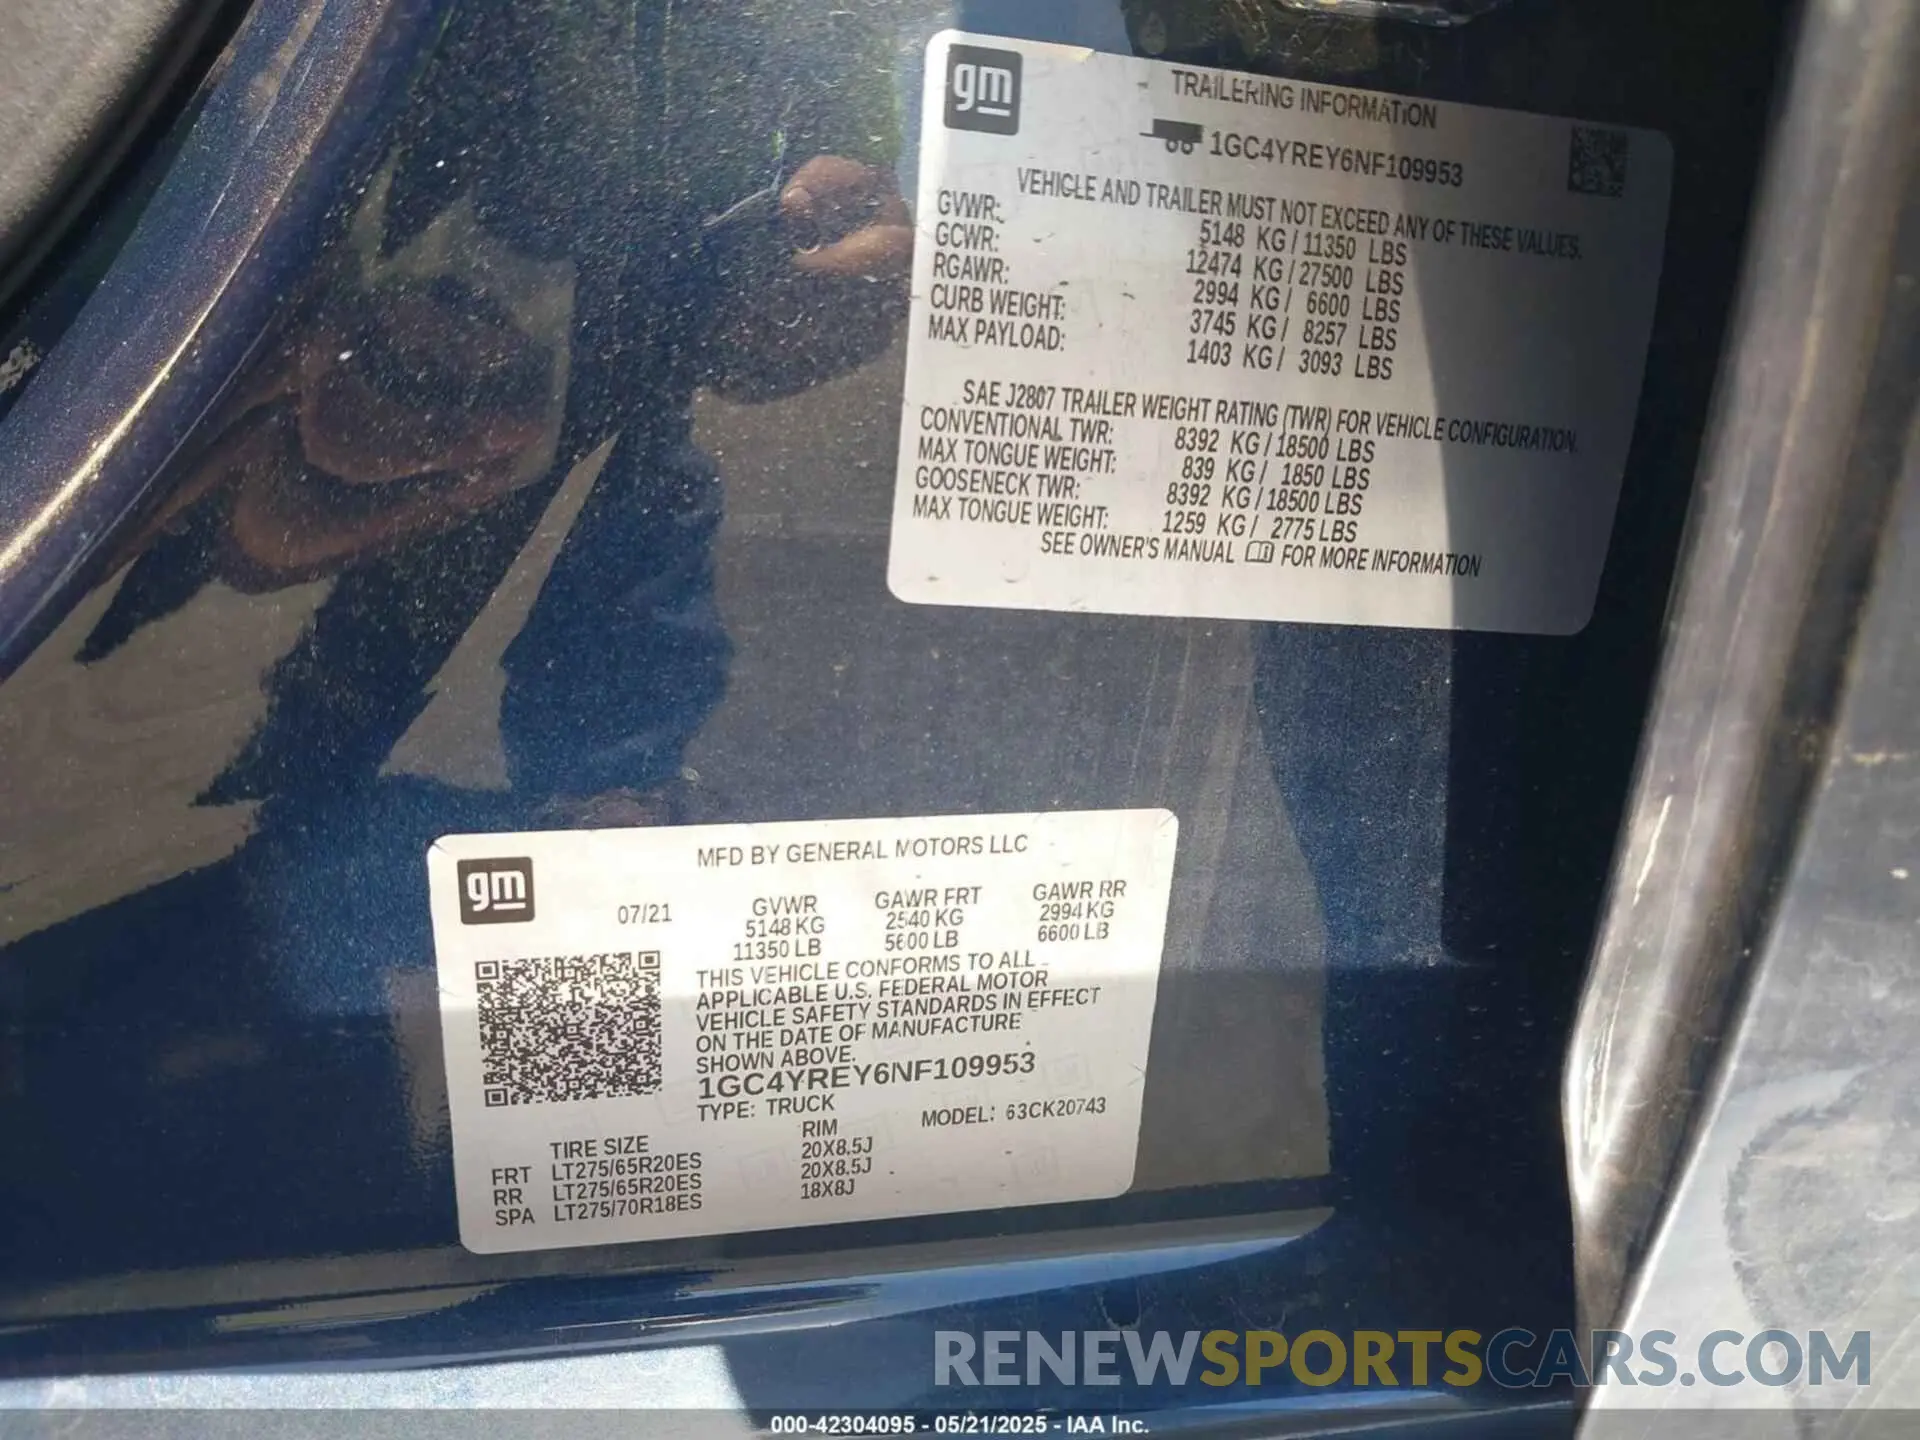 gm
TRAILERING INFORMATION
1GC4YREY6NF109953
VEHICLE AND TRAILER MUST NOT EXCEED ANY OF THESE VALUES.
GVWR: 5148 KG / 11350 LBS
GCWR: 12474 KG / 27500 LBS
RGAWR: 2994 KG / 6600 LBS
CURB WEIGHT: 3745 KG / 8257 LBS
MAX PAYLOAD: 1403 KG / 3093 LBS
SAE J2807 TRAILER WEIGHT RATING (TWR) FOR VEHICLE CONFIGURATION.
CONVENTIONAL TWR: 8392 KG / 18500 LBS
MAX TONGUE WEIGHT: 839 KG / 1850 LBS
GOOSENECK TWR: 8392 KG / 18500 LBS
MAX TONGUE WEIGHT: 1259 KG / 2775 LBS
SEE OWNER'S MANUAL FOR MORE INFORMATION
gm
MFD BY GENERAL MOTORS LLC
07/21 GVWR GAWR FRT GAWR RR
5148 KG 2540 KG 2994 KG
11350 LB 5600 LB 6600 LB
THIS VEHICLE CONFORMS TO ALL
APPLICABLE U.S. FEDERAL MOTOR
VEHICLE SAFETY STANDARDS IN EFFECT
ON THE DATE OF MANUFACTURE
SHOWN ABOVE.
1GC4YREY6NF109953
TYPE: TRUCK MODEL: 63CK20743
TIRE SIZE RIM
FRT LT275/65R20ES 20X8.5J
RR LT275/65R20ES 20X8.5J
SPA LT275/70R18ES 18X8J
RENEWSPORTSCARS.COM
000-42304095 - 05/21/2025 - IAA Inc.